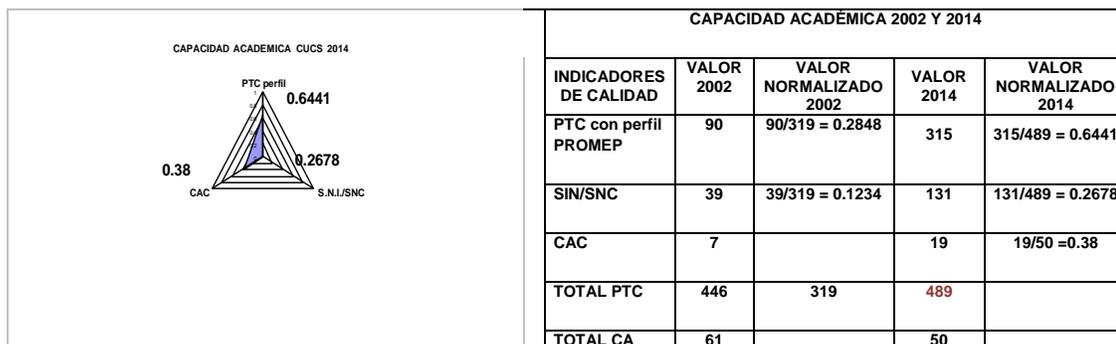 CAPACIDAD ACADEMICA CUCS 2014
PTC perfil
0.6441
0.2678
0.38
CAC
S.N.I./SNC
CAPACIDAD ACADÉMICA 2002 Y 2014
INDICADORES DE CALIDAD
VALOR 2002
VALOR NORMALIZADO 2002
VALOR 2014
VALOR NORMALIZADO 2014
PTC con perfil PROMEP
90
90/319 = 0.2848
315
315/489 = 0.6441
SIN/SNC
39
39/319 = 0.1234
131
131/489 = 0.2678
CAC
7
19
19/50 =0.38
TOTAL PTC
446
319
489
TOTAL CA
61
50